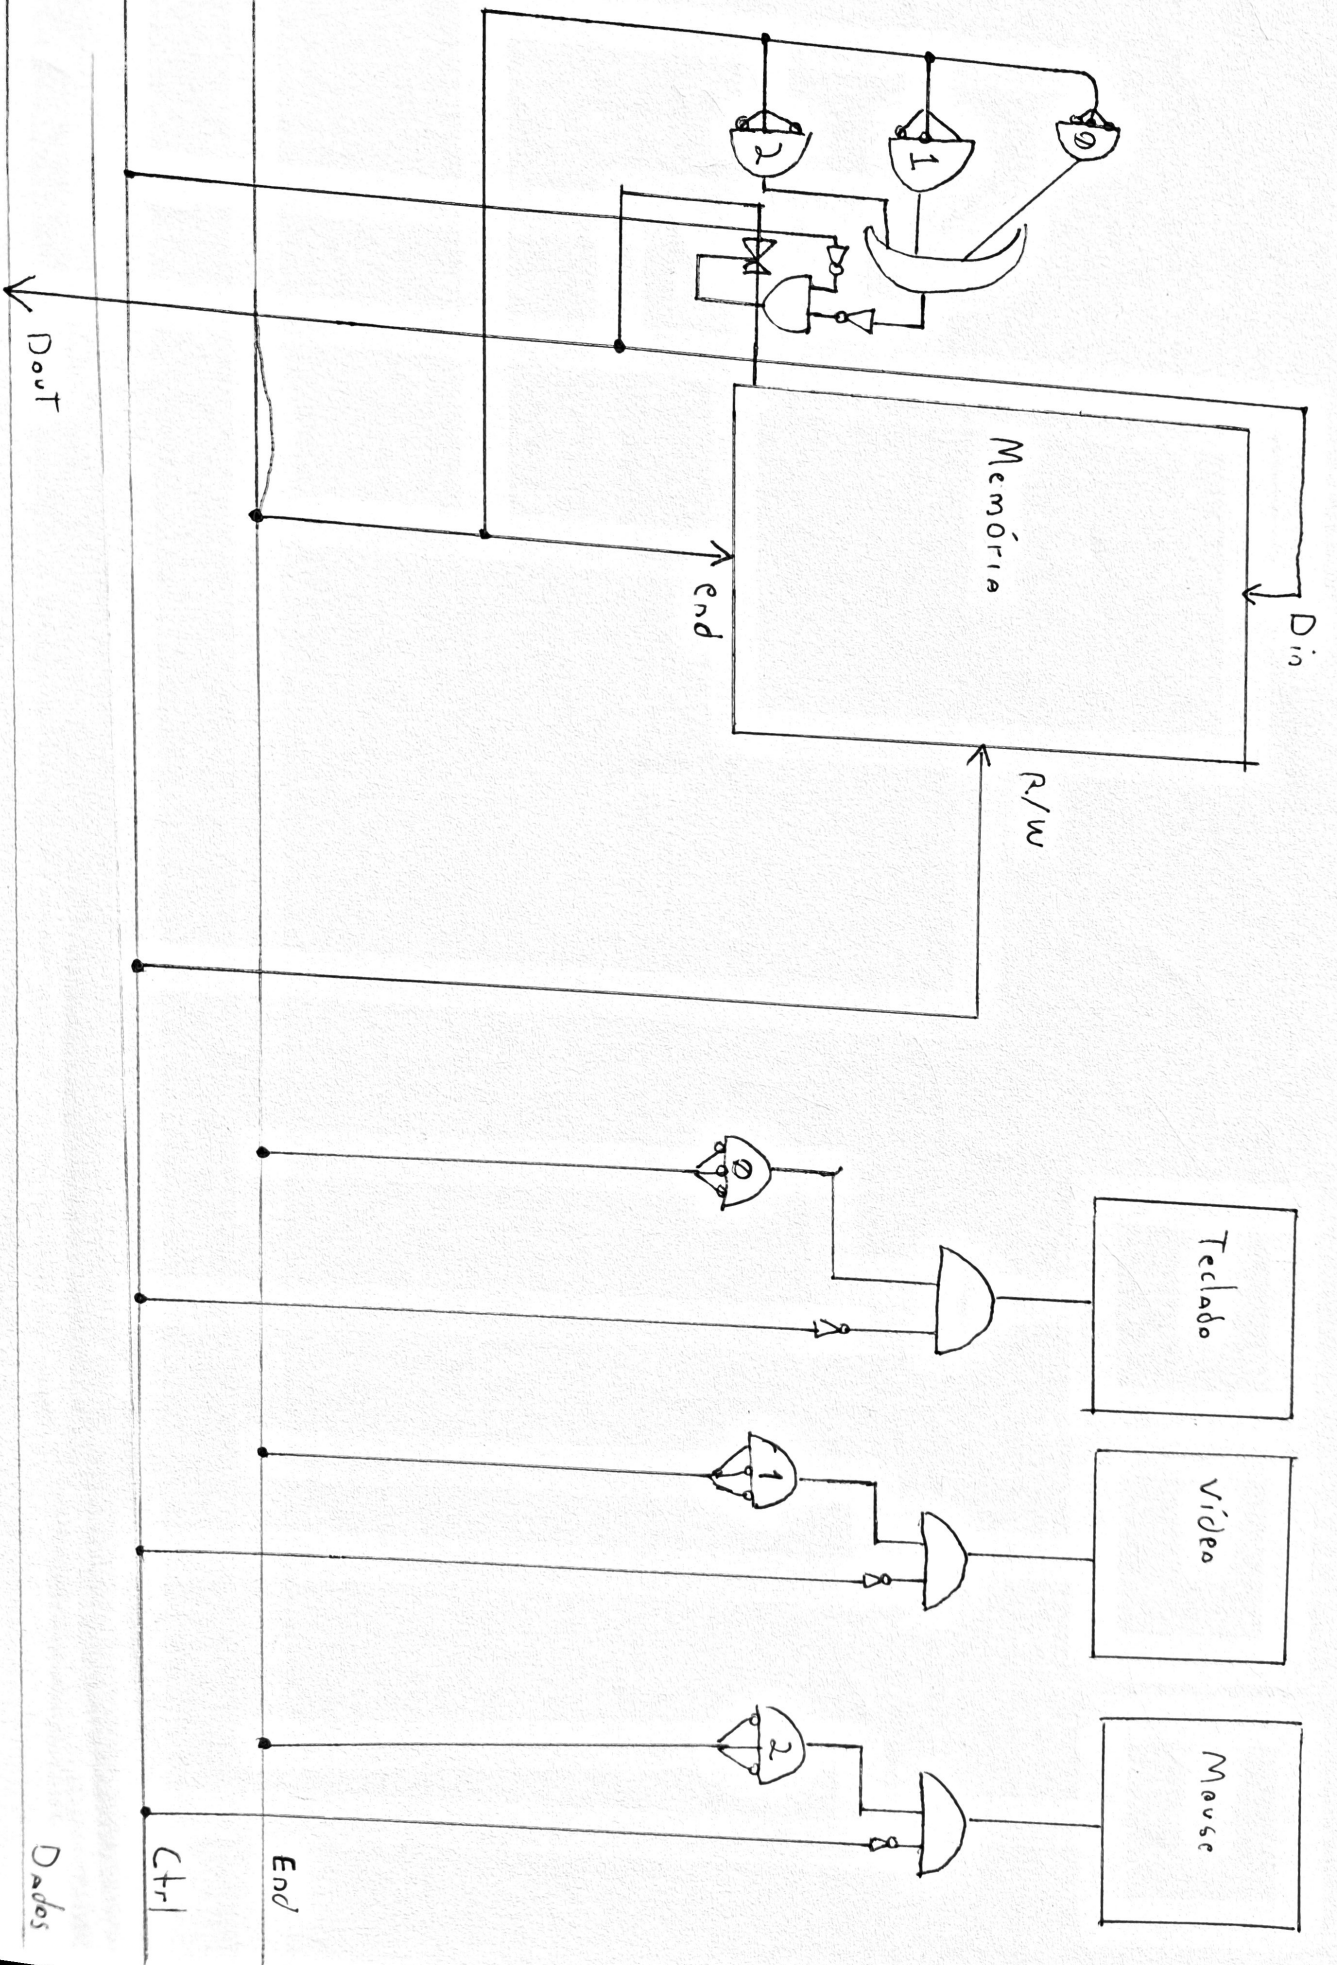 Memória
Din
end
R/W
Dout
0
1
2
Teclado
0
Vídeo
1
Mouse
2
End
Ctrl
Dados